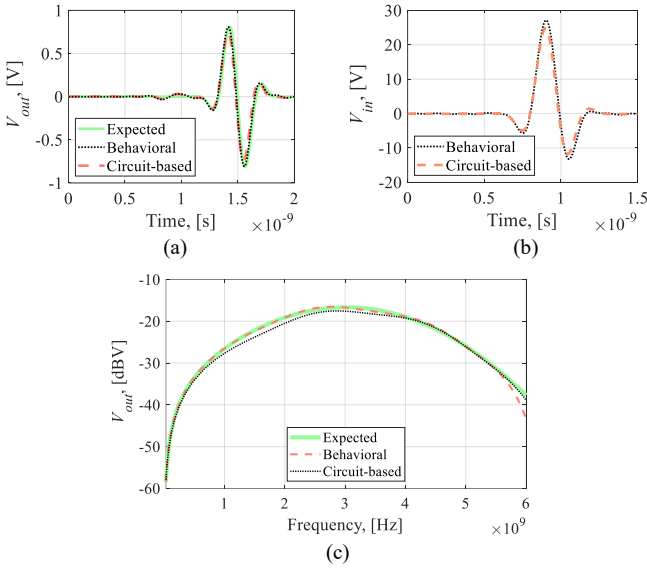 1
0.5
0
-0.5
-1
V_out, [V]
Expected
Behavioral
Circuit-based
0 0.5 1 1.5 2
Time, [s]
×10^-9
(a)
30
20
10
0
-10
-20
V_in, [V]
Behavioral
Circuit-based
0 0.5 1 1.5
Time, [s]
×10^-9
(b)
-10
-20
-30
-40
-50
-60
V_out, [dBV]
Expected
Behavioral
Circuit-based
1 2 3 4 5 6
Frequency, [Hz]
×10^9
(c)